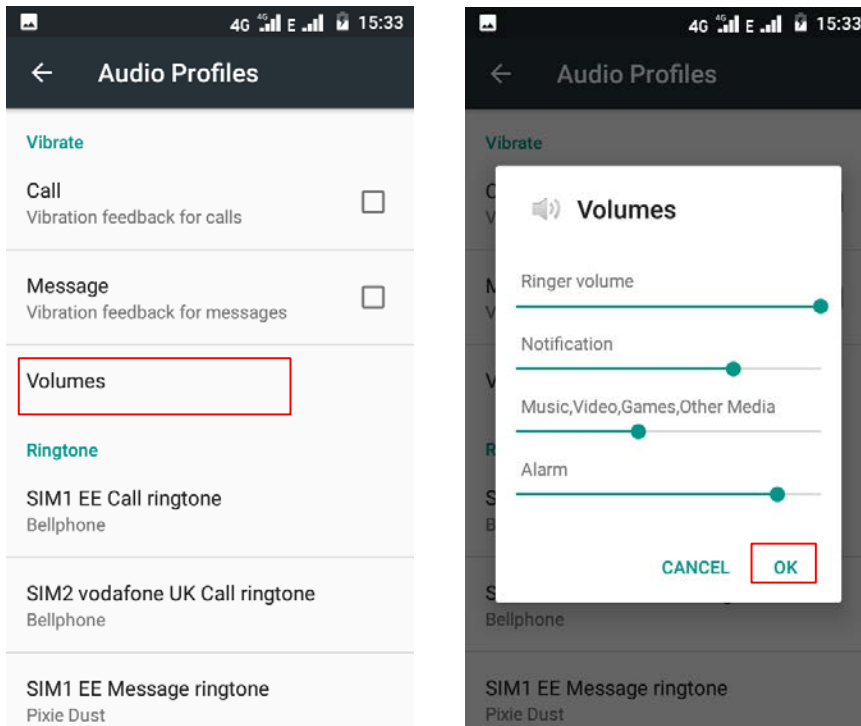 4G 4G E 15:33
Audio Profiles
Vibrate
Call
Vibration feedback for calls
Message
Vibration feedback for messages
Volumes
Ringtone
SIM1 EE Call ringtone
Bellphone
SIM2 vodafone UK Call ringtone
Bellphone
SIM1 EE Message ringtone
Pixie Dust
4G 4G E 15:33
Audio Profiles
Vibrate
Volumes
Ringer volume
Notification
Music,Video,Games,Other Media
Alarm
CANCEL OK
Bellphone
SIM1 EE Message ringtone
Pixie Dust